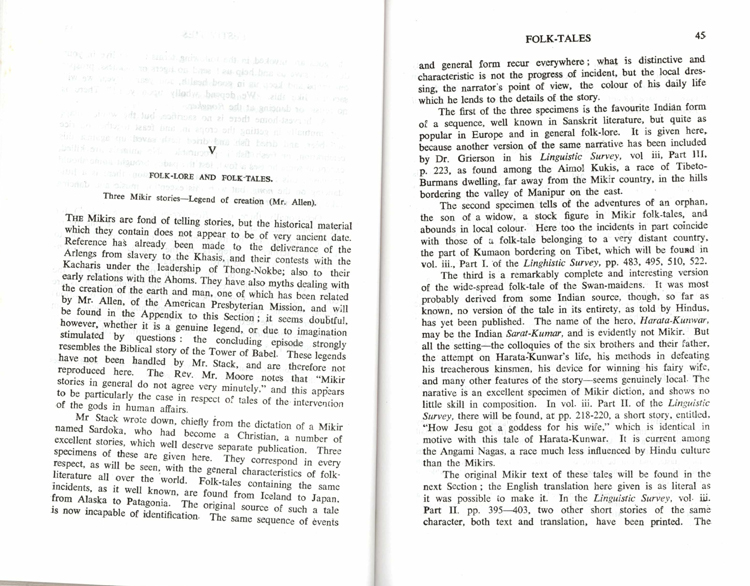 V
FOLK-LORE AND FOLK-TALES.
Three Mikir stories—Legend of creation (Mr. Allen).
THE Mikirs are fond of telling stories, but the historical material
which they contain does not appear to be of very ancient date.
Reference has already been made to the deliverance of the
Arlengs from slavery to the Khasis, and their contests with the
Kacharis under the leadership of Thong-Nokbe; also to their
early relations with the Ahoms. They have also myths dealing with
the creation of the earth and man, one of which has been related
by Mr. Allen, of the American Presbyterian Mission, and will
be found in the Appendix to this Section; it seems doubtful,
however, whether it is a genuine legend, or due to imagination
stimulated by questions: the concluding episode strongly
resembles the Biblical story of the Tower of Babel. These legends
have not been handled by Mr. Stack, and are therefore not
reproduced here. The Rev. Mr. Moore notes that "Mikir
stories in general do not agree very minutely," and this appears
to be particularly the case in respect of tales of the intervention
of the gods in human affairs.
Mr Stack wrote down, chiefly from the dictation of a Mikir
named Sardoka, who had become a Christian, a number of
excellent stories, which well deserve separate publication. Three
specimens of these are given here. They correspond in every
respect, as will be seen, with the general characteristics of folk-
literature all over the world. Folk-tales containing the same
incidents, as it well known, are found from Iceland to Japan,
from Alaska to Patagonia. The original source of such a tale
is now incapable of identification. The same sequence of events
FOLK-TALES 45
and general form recur everywhere; what is distinctive and
characteristic is not the progress of incident, but the local dres-
sing, the narrator's point of view, the colour of his daily life
which he lends to the details of the story.
The first of the three specimens is the favourite Indian form
of a sequence, well known in Sanskrit literature, but quite as
popular in Europe and in general folk-lore. It is given here,
because another version of the same narrative has been included
by Dr. Grierson in his Linguistic Survey, vol iii, Part III,
p. 223, as found among the Aimol Kukis, a race of Tibeto-
Burmans dwelling, far away from the Mikir country, in the hills
bordering the valley of Manipur on the east.
The second specimen tells of the adventures of an orphan,
the son of a widow, a stock figure in Mikir folk-tales, and
abounds in local colour. Here too the incidents in part coincide
with those of a folk-tale belonging to a very distant country,
the part of Kumaon bordering on Tibet, which will be found in
vol. iii., Part I. of the Linghistic Survey, pp. 483, 495, 510, 522.
The third is a remarkably complete and interesting version
of the wide-spread folk-tale of the Swan-maidens. It was most
probably derived from some Indian source, though, so far as
known, no version of the tale in its entirety, as told by Hindus,
has yet been published. The name of the hero, Harata-Kunwar,
may be the Indian Sarat-Kumar, and is evidently not Mikir. But
all the setting—the colloquies of the six brothers and their father,
the attempt on Harata-Kunwar's life, his methods in defeating
his treacherous kinsmen, his device for winning his fairy wife,
and many other features of the story—seems genuinely local. The
narative is an excellent specimen of Mikir diction, and shows no
little skill in composition. In vol. iii. Part II. of the Linguistic
Survey, there will be found, at pp. 218-220, a short story, entitled.
"How Jesu got a goddess for his wife," which is identical in
motive with this tale of Harata-Kunwar. It is current among
the Angami Nagas, a race much less influenced by Hindu culture
than the Mikirs.
The original Mikir text of these tales will be found in the
next Section; the English translation here given is as literal as
it was possible to make it. In the Linguistic Survey, vol. iii.
Part II. pp. 395—403, two other short stories of the same
character, both text and translation, have been printed. The